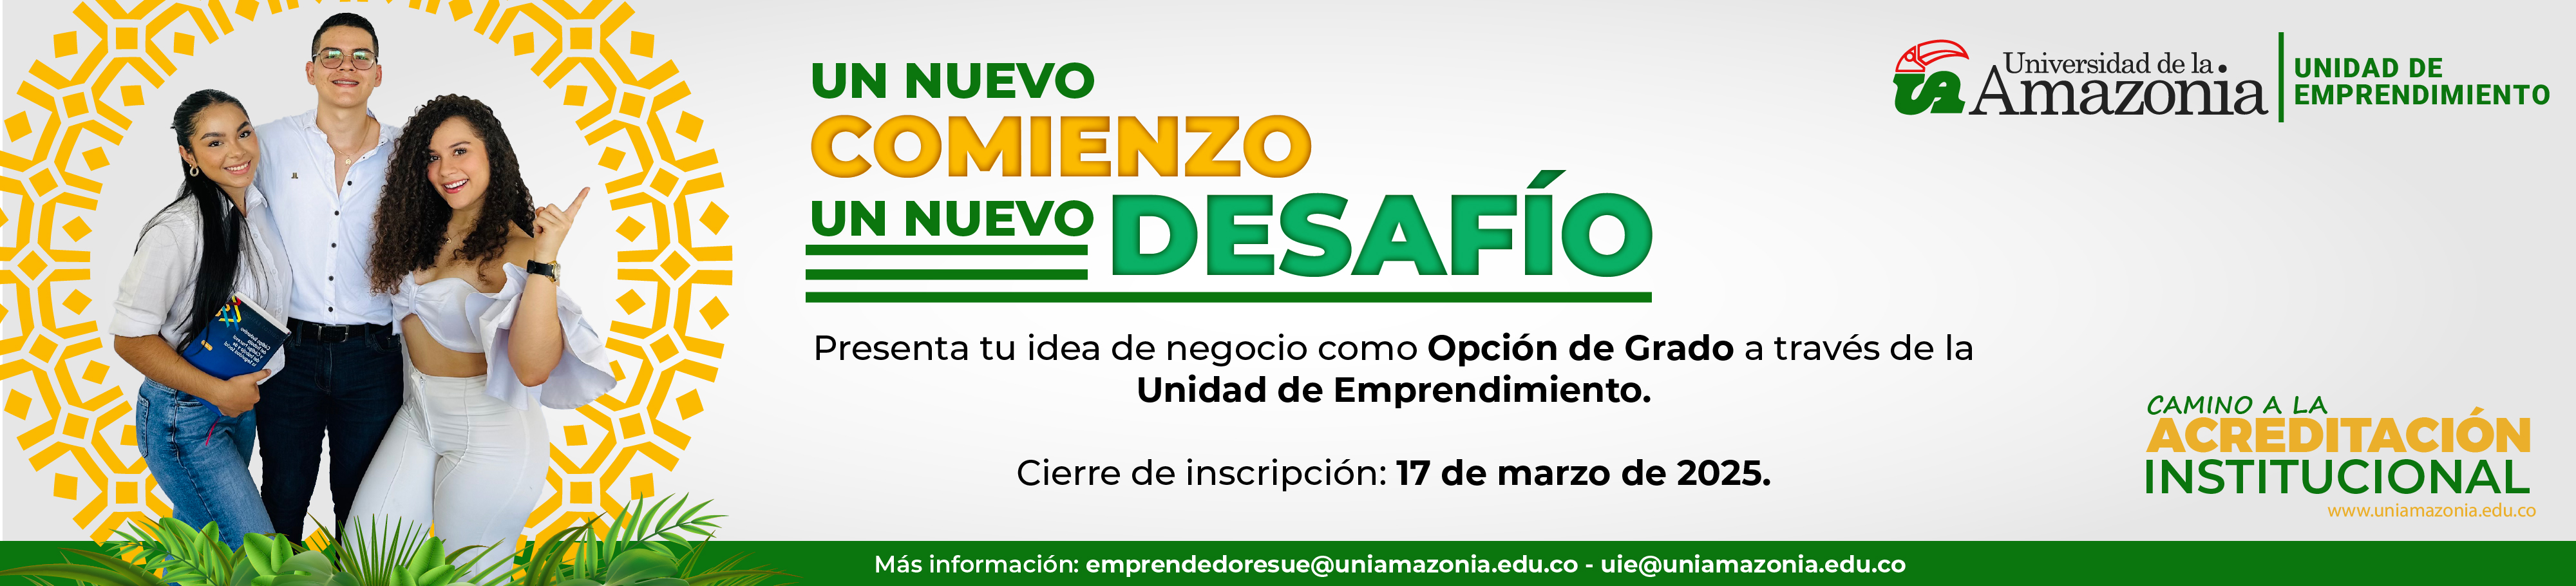 UN NUEVO
COMIENZO
UN NUEVO DESAFÍO
Presenta tu idea de negocio como Opción de Grado a través de la
Unidad de Emprendimiento.
Cierre de inscripción: 17 de marzo de 2025.
Universidad de la
Amazonia
UNIDAD DE
EMPRENDIMIENTO
CAMINO A LA
ACREDITACIÓN
INSTITUCIONAL
www.uniamazonia.edu.co
Más información: emprendedoresue@uniamazonia.edu.co - uie@uniamazonia.edu.co